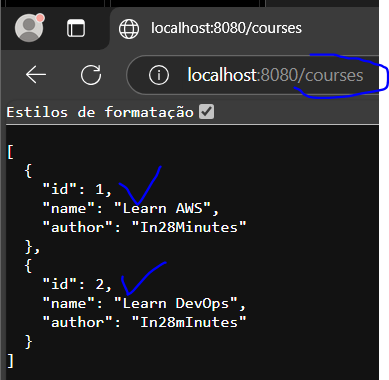 localhost:8080/courses
localhost:8080/courses
Estilos de formatação
[
{
"id": 1,
"name": "Learn AWS",
"author": "In28Minutes"
},
{
"id": 2,
"name": "Learn DevOps",
"author": "In28mInutes"
}
]